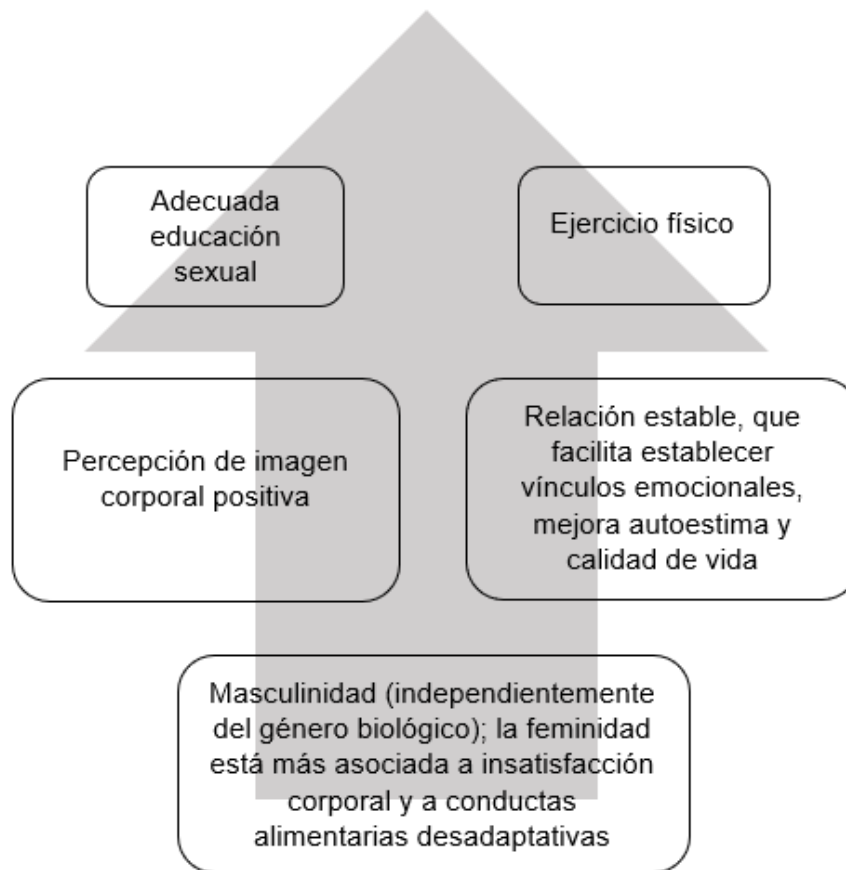 Adecuada
educación
sexual
Ejercicio físico
Percepción de imagen
corporal positiva
Relación estable, que
facilita establecer
vínculos emocionales,
mejora autoestima y
calidad de vida
Masculinidad (independientemente
del género biológico); la feminidad
está más asociada a insatisfacción
corporal y a conductas
alimentarias desadaptativas